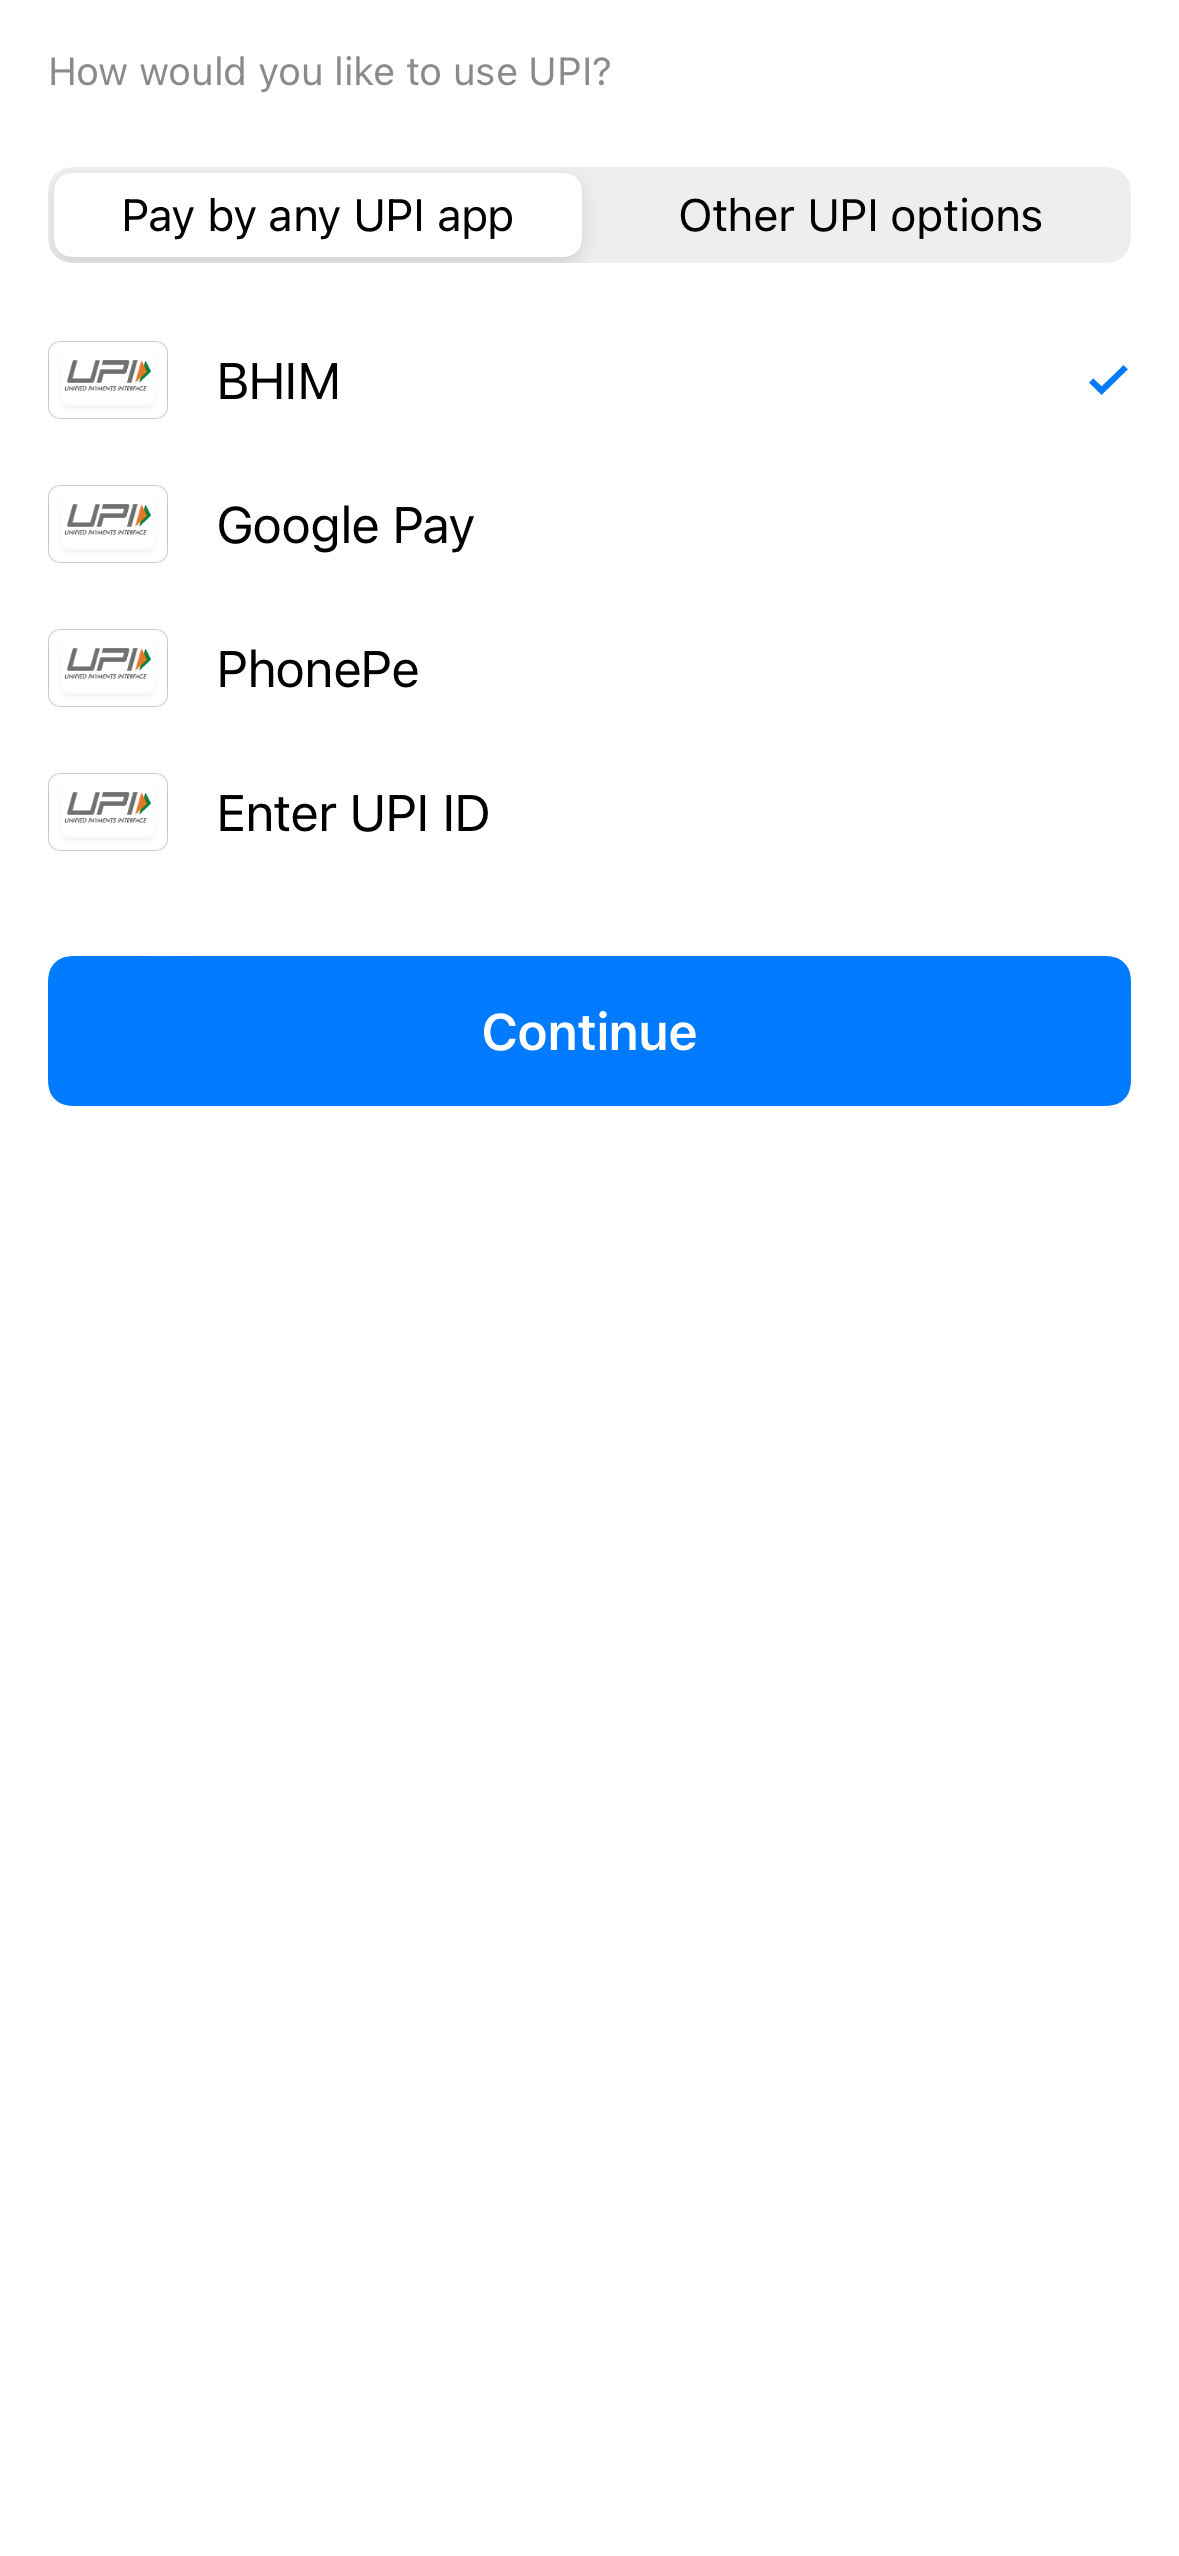 How would you like to use UPI?
Pay by any UPI app
Other UPI options
UPI
UNIFIED PAYMENTS INTERFACE
BHIM
UPI
UNIFIED PAYMENTS INTERFACE
Google Pay
UPI
UNIFIED PAYMENTS INTERFACE
PhonePe
UPI
UNIFIED PAYMENTS INTERFACE
Enter UPI ID
Continue